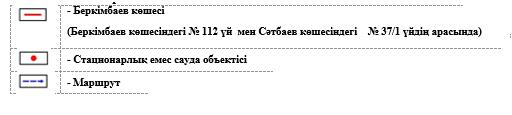 - Беркімбаев көшесі
(Беркімбаев көшесіндегі № 112 үй мен Сәтбаев көшесіндегі № 37/1 үйдің арасында)
- Стационарлық емес сауда объектісі
- Маршрут